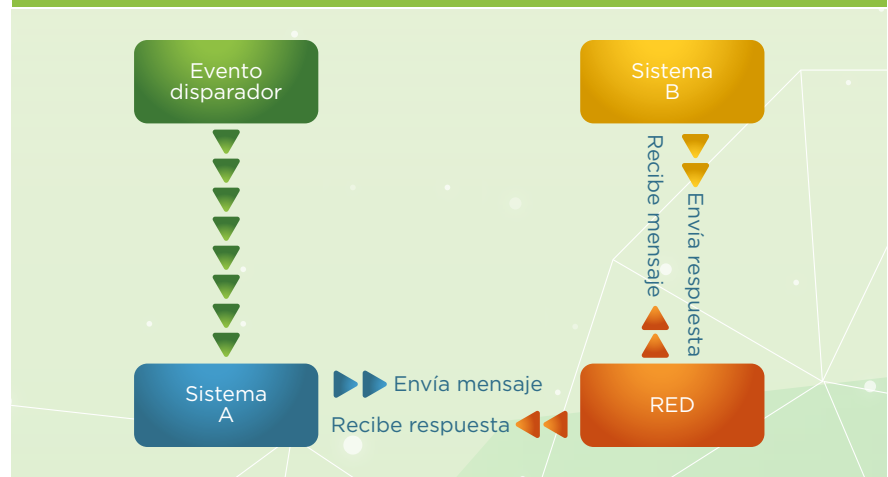 Evento
disparador
Sistema
B
Recibe mensaje
Envía respuesta
Sistema
A
Envía mensaje
Recibe respuesta
RED